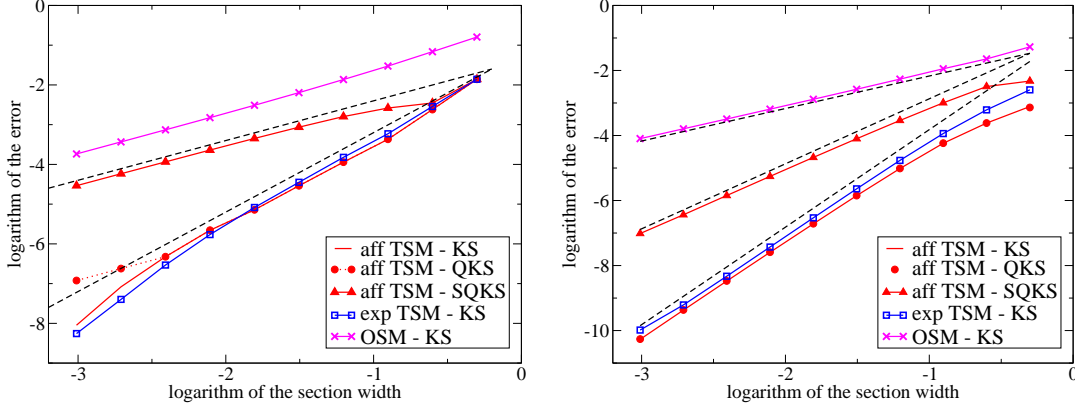 0
-2
-4
-6
-8
logarithm of the error
-3
-2
-1
0
logarithm of the section width
aff TSM - KS
aff TSM - QKS
aff TSM - SQKS
exp TSM - KS
OSM - KS
0
-2
-4
-6
-8
-10
logarithm of the error
-3
-2
-1
0
logarithm of the section width
aff TSM - KS
aff TSM - QKS
aff TSM - SQKS
exp TSM - KS
OSM - KS